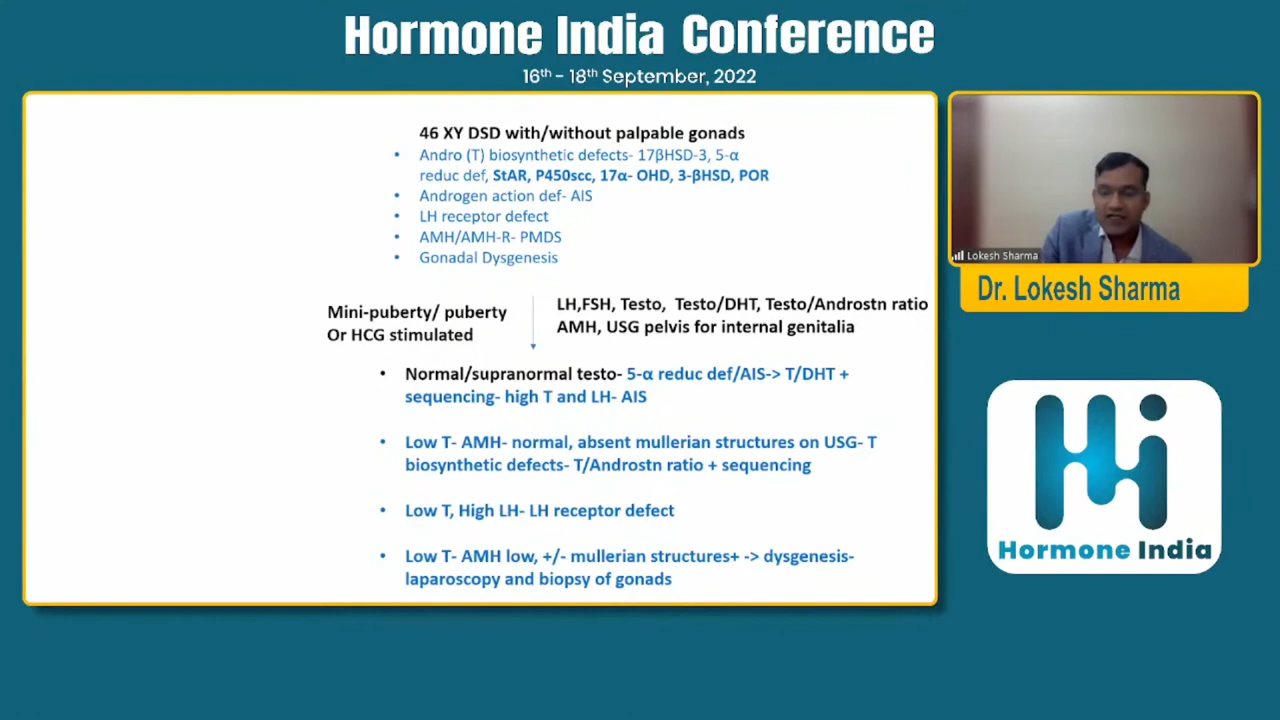 Hormone India Conference
16th - 18th September, 2022
46 XY DSD with/without palpable gonads
• Andro (T) biosynthetic defects- 17βHSD-3, 5-α
reduc def, StAR, P450scc, 17α- OHD, 3-βHSD, POR
• Androgen action def- AIS
• LH receptor defect
• AMH/AMH-R- PMDS
• Gonadal Dysgenesis
Mini-puberty/ puberty
Or HCG stimulated
LH,FSH, Testo, Testo/DHT, Testo/Androstn ratio
AMH, USG pelvis for internal genitalia
• Normal/supranormal testo- 5-α reduc def/AIS-> T/DHT +
sequencing- high T and LH- AIS
• Low T- AMH- normal, absent mullerian structures on USG- T
biosynthetic defects- T/Androstn ratio + sequencing
• Low T, High LH- LH receptor defect
• Low T- AMH low, +/- mullerian structures+ -> dysgenesis-
laparoscopy and biopsy of gonads
Lokesh Sharma
Dr. Lokesh Sharma
Hormone India